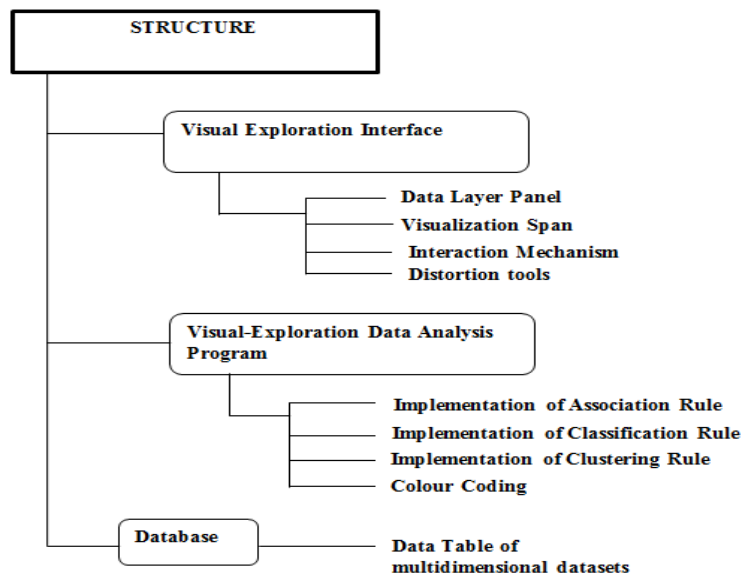 STRUCTURE
Visual Exploration Interface
Data Layer Panel
Visualization Span
Interaction Mechanism
Distortion tools
Visual-Exploration Data Analysis
Program
Implementation of Association Rule
Implementation of Classification Rule
Implementation of Clustering Rule
Colour Coding
Database
Data Table of
multidimensional datasets